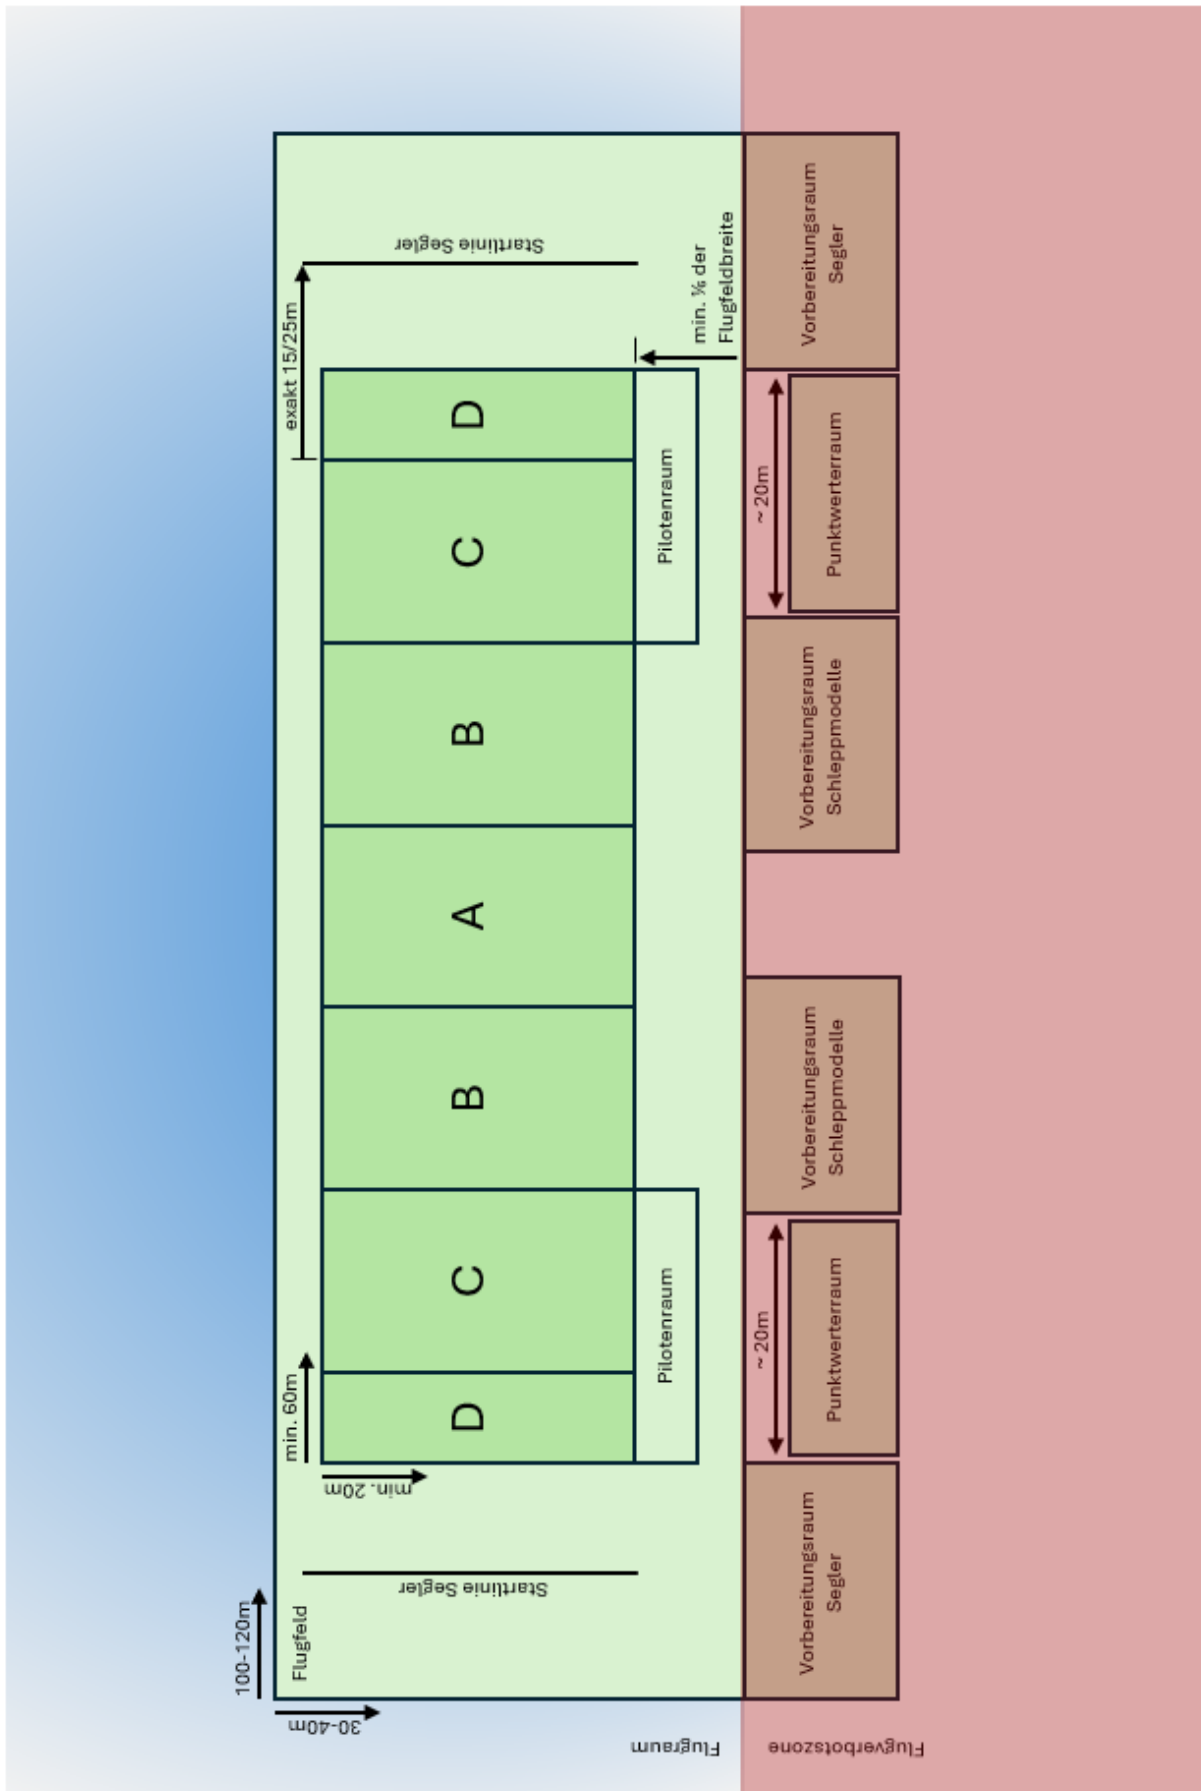 100-120m
30-40m
Flugfeld
min. 60m
exakt 15/25m
min. 20m
Startlinie Segler
D
C
B
A
B
C
D
Startlinie Segler
Pilotenraum
Pilotenraum
min. ⅙ der
Flugfeldbreite
Flugraum
Flugverbotszone
~ 20m
~ 20m
Vorbereitungsraum
Segler
Punktwerterraum
Vorbereitungsraum
Schleppmodelle
Vorbereitungsraum
Schleppmodelle
Punktwerterraum
Vorbereitungsraum
Segler